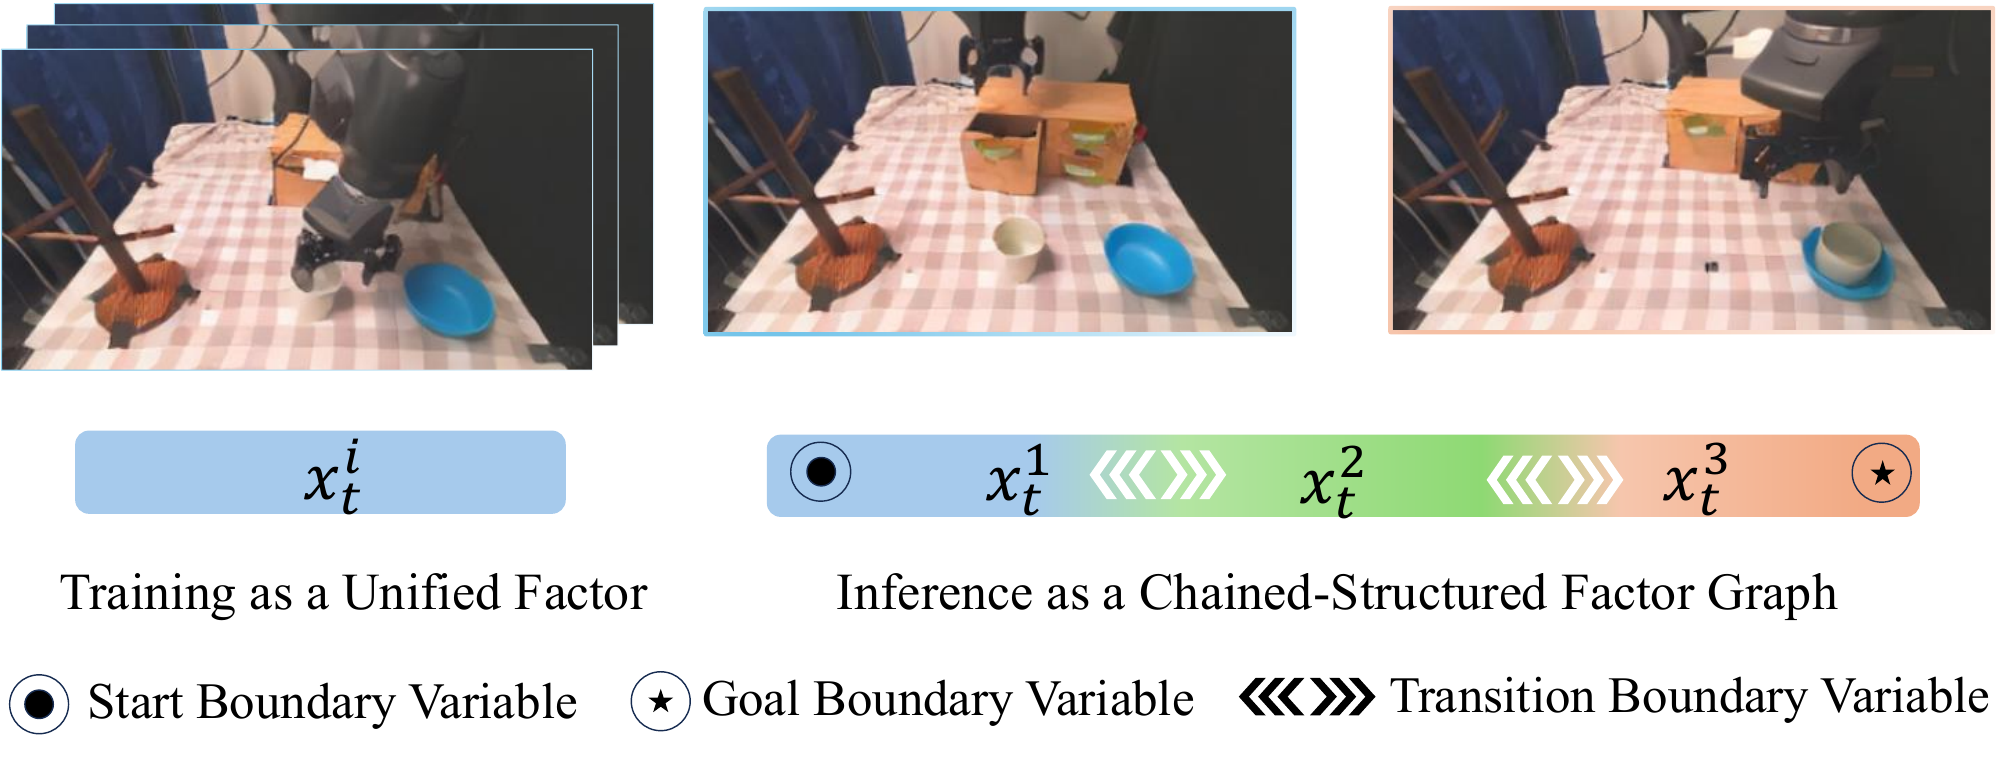 x_t^i
x_t^1 x_t^2 x_t^3
Training as a Unified Factor
Inference as a Chained-Structured Factor Graph
Start Boundary Variable Goal Boundary Variable Transition Boundary Variable